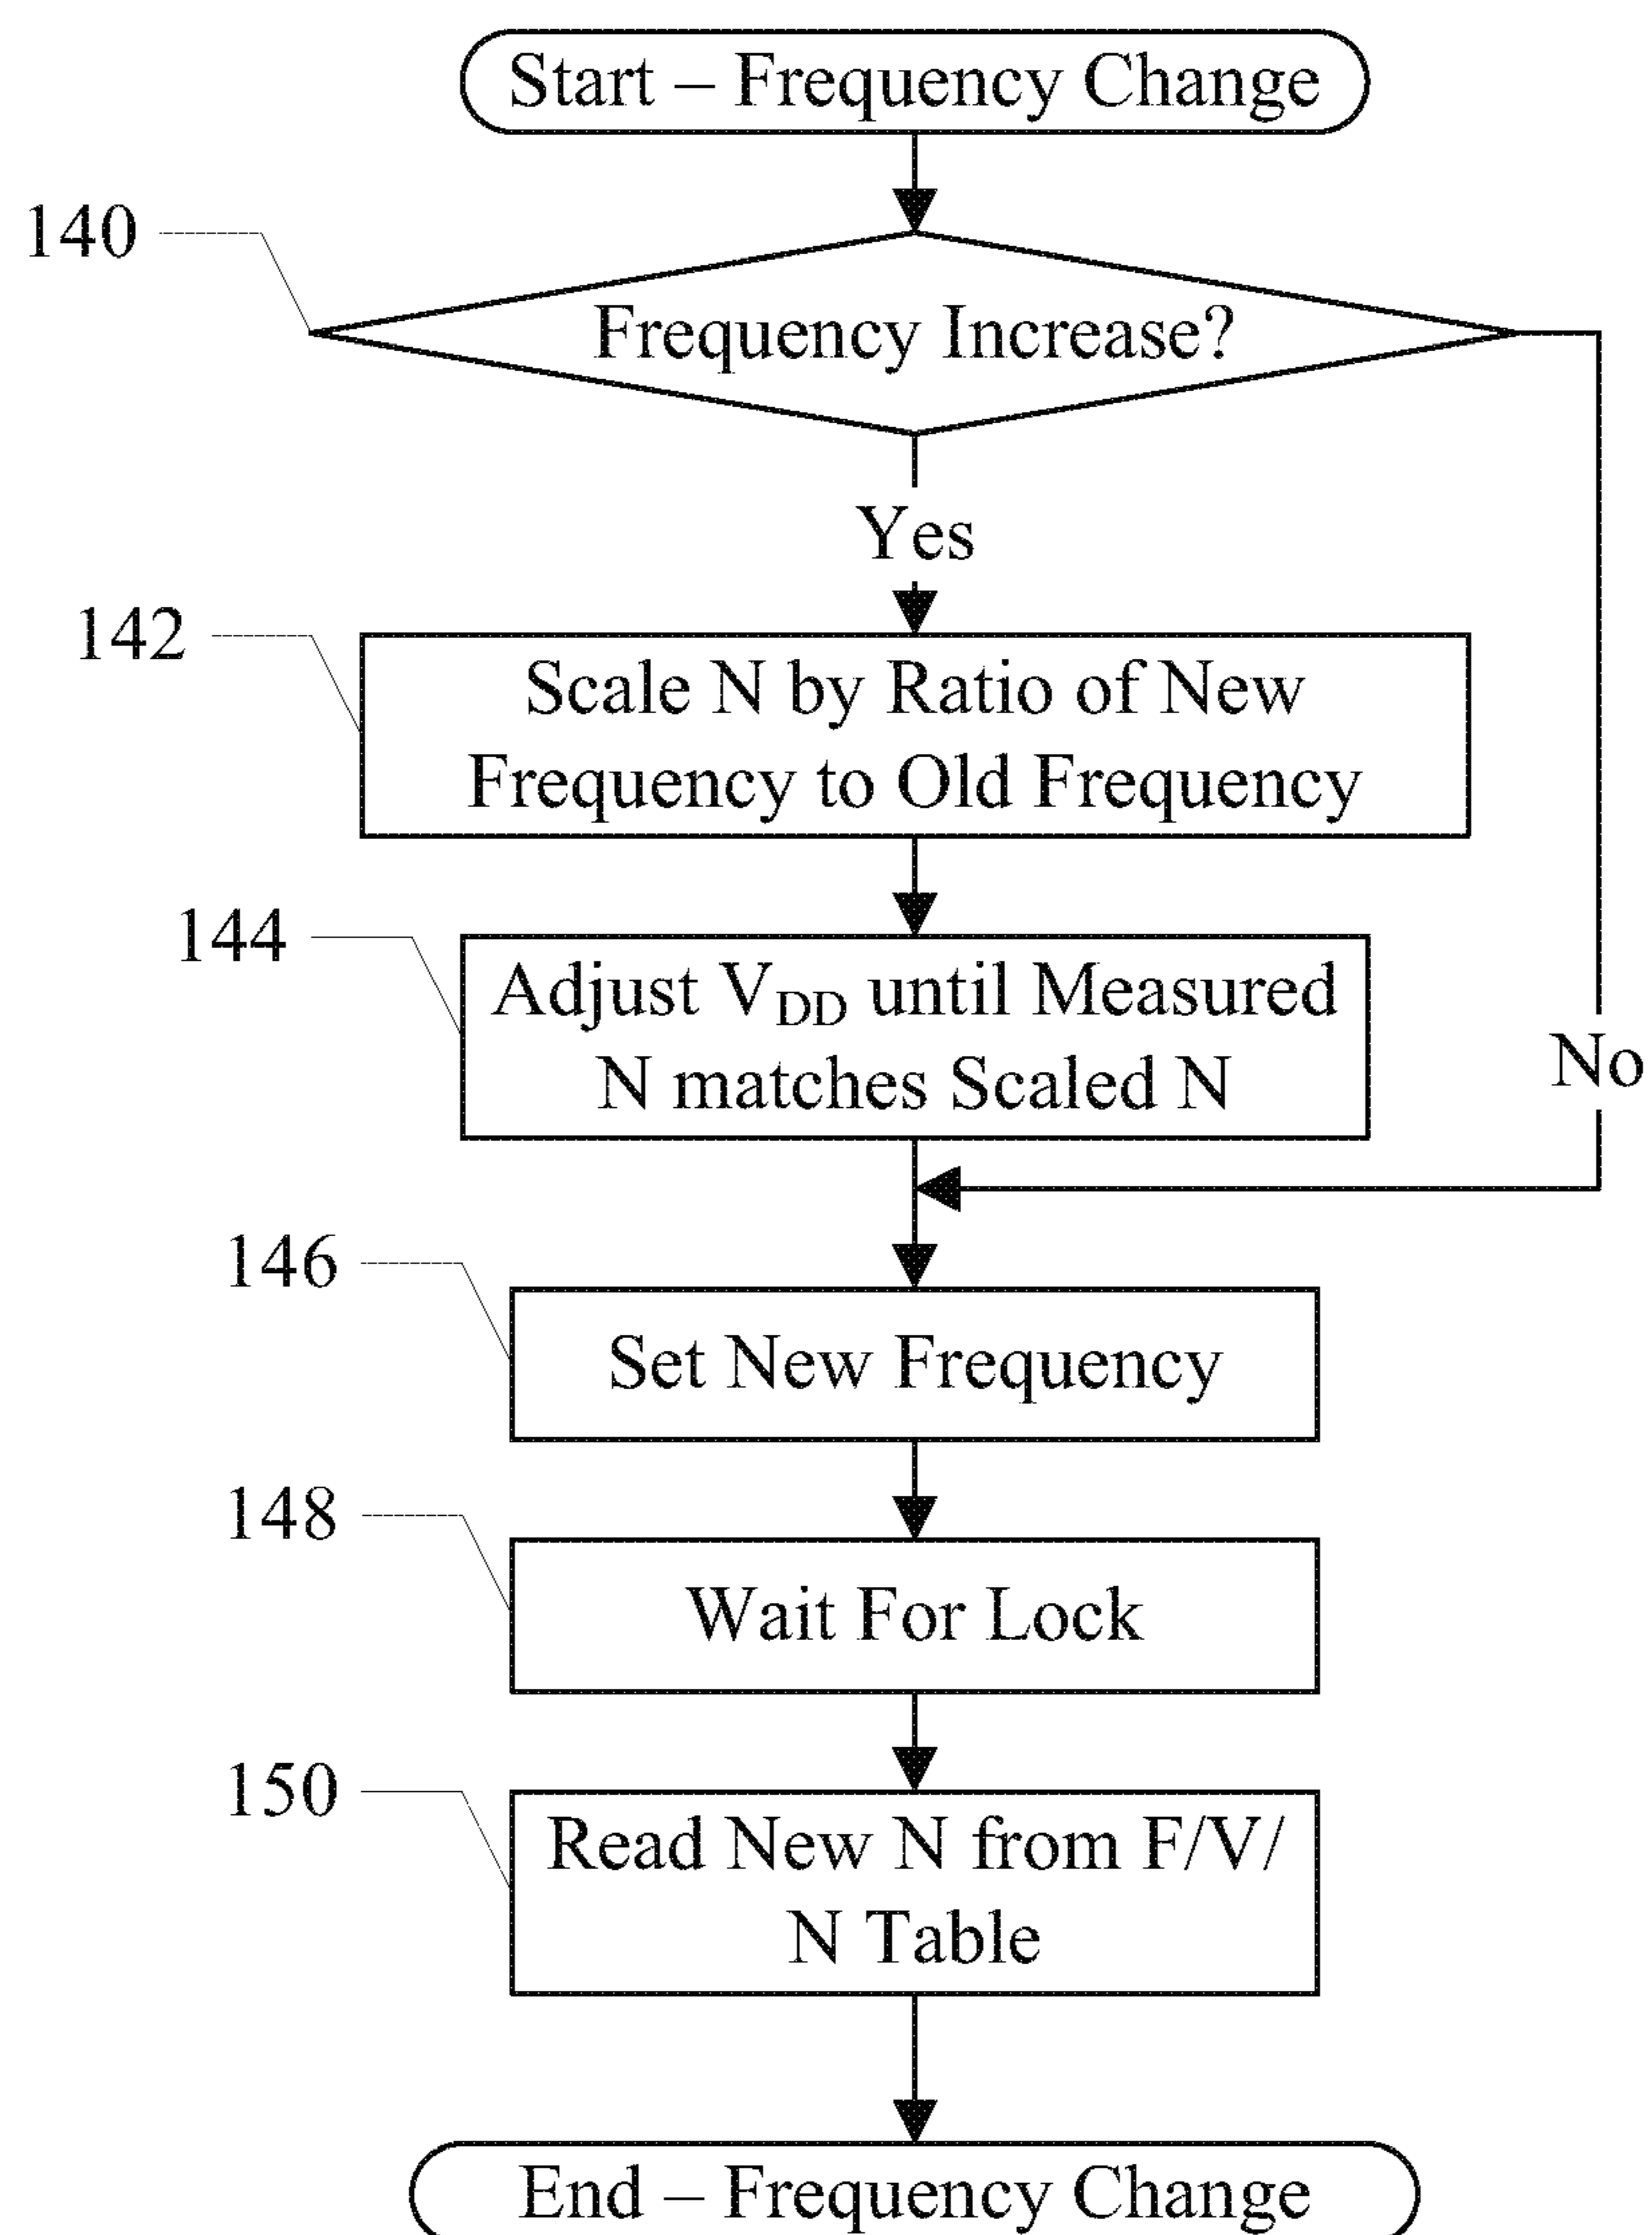 Start – Frequency Change
140
Frequency Increase?
Yes
142
Scale N by Ratio of New
Frequency to Old Frequency
144
Adjust VDD until Measured
N matches Scaled N
No
146
Set New Frequency
148
Wait For Lock
150
Read New N from F/V/
N Table
End – Frequency Change